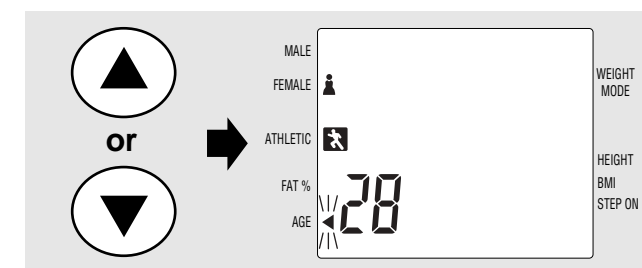 or
MALE
FEMALE
ATHLETIC
FAT %
AGE
28
WEIGHT
MODE
HEIGHT
BMI
STEP ON